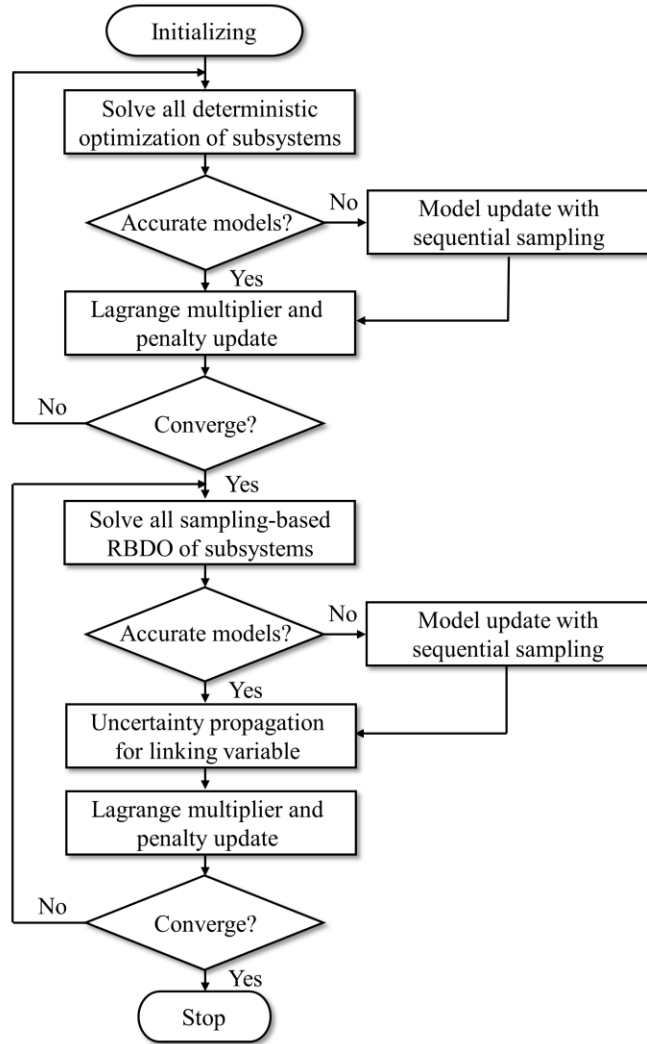 Initializing
Solve all deterministic
optimization of subsystems
Accurate models?
No
Model update with
sequential sampling
Yes
Lagrange multiplier and
penalty update
No
Converge?
Yes
Solve all sampling-based
RBDO of subsystems
Accurate models?
No
Model update with
sequential sampling
Yes
Uncertainty propagation
for linking variable
Lagrange multiplier and
penalty update
No
Converge?
Yes
Stop